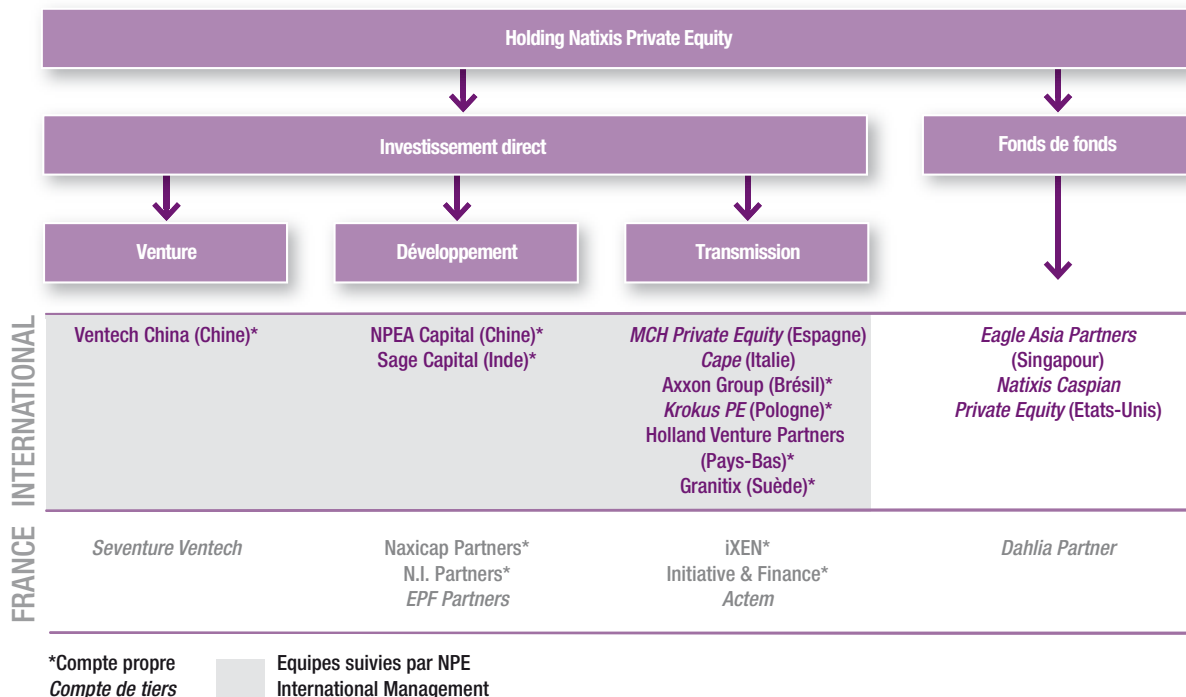 Holding Natixis Private Equity
Investissement direct
Fonds de fonds
Venture
Développement
Transmission
INTERNATIONAL
Ventech China (Chine)*
NPEA Capital (Chine)*
Sage Capital (Inde)*
MCH Private Equity (Espagne)
Cape (Italie)
Axxon Group (Brésil)*
Krokus PE (Pologne)*
Holland Venture Partners
(Pays-Bas)*
Granitix (Suède)*
Eagle Asia Partners
(Singapour)
Natixis Caspian
Private Equity (Etats-Unis)
FRANCE
Seventure Ventech
Naxicap Partners*
N.I. Partners*
EPF Partners
iXEN*
Initiative & Finance*
Actem
Dahlia Partner
*Compte propre
Compte de tiers
Equipes suivies par NPE
International Management